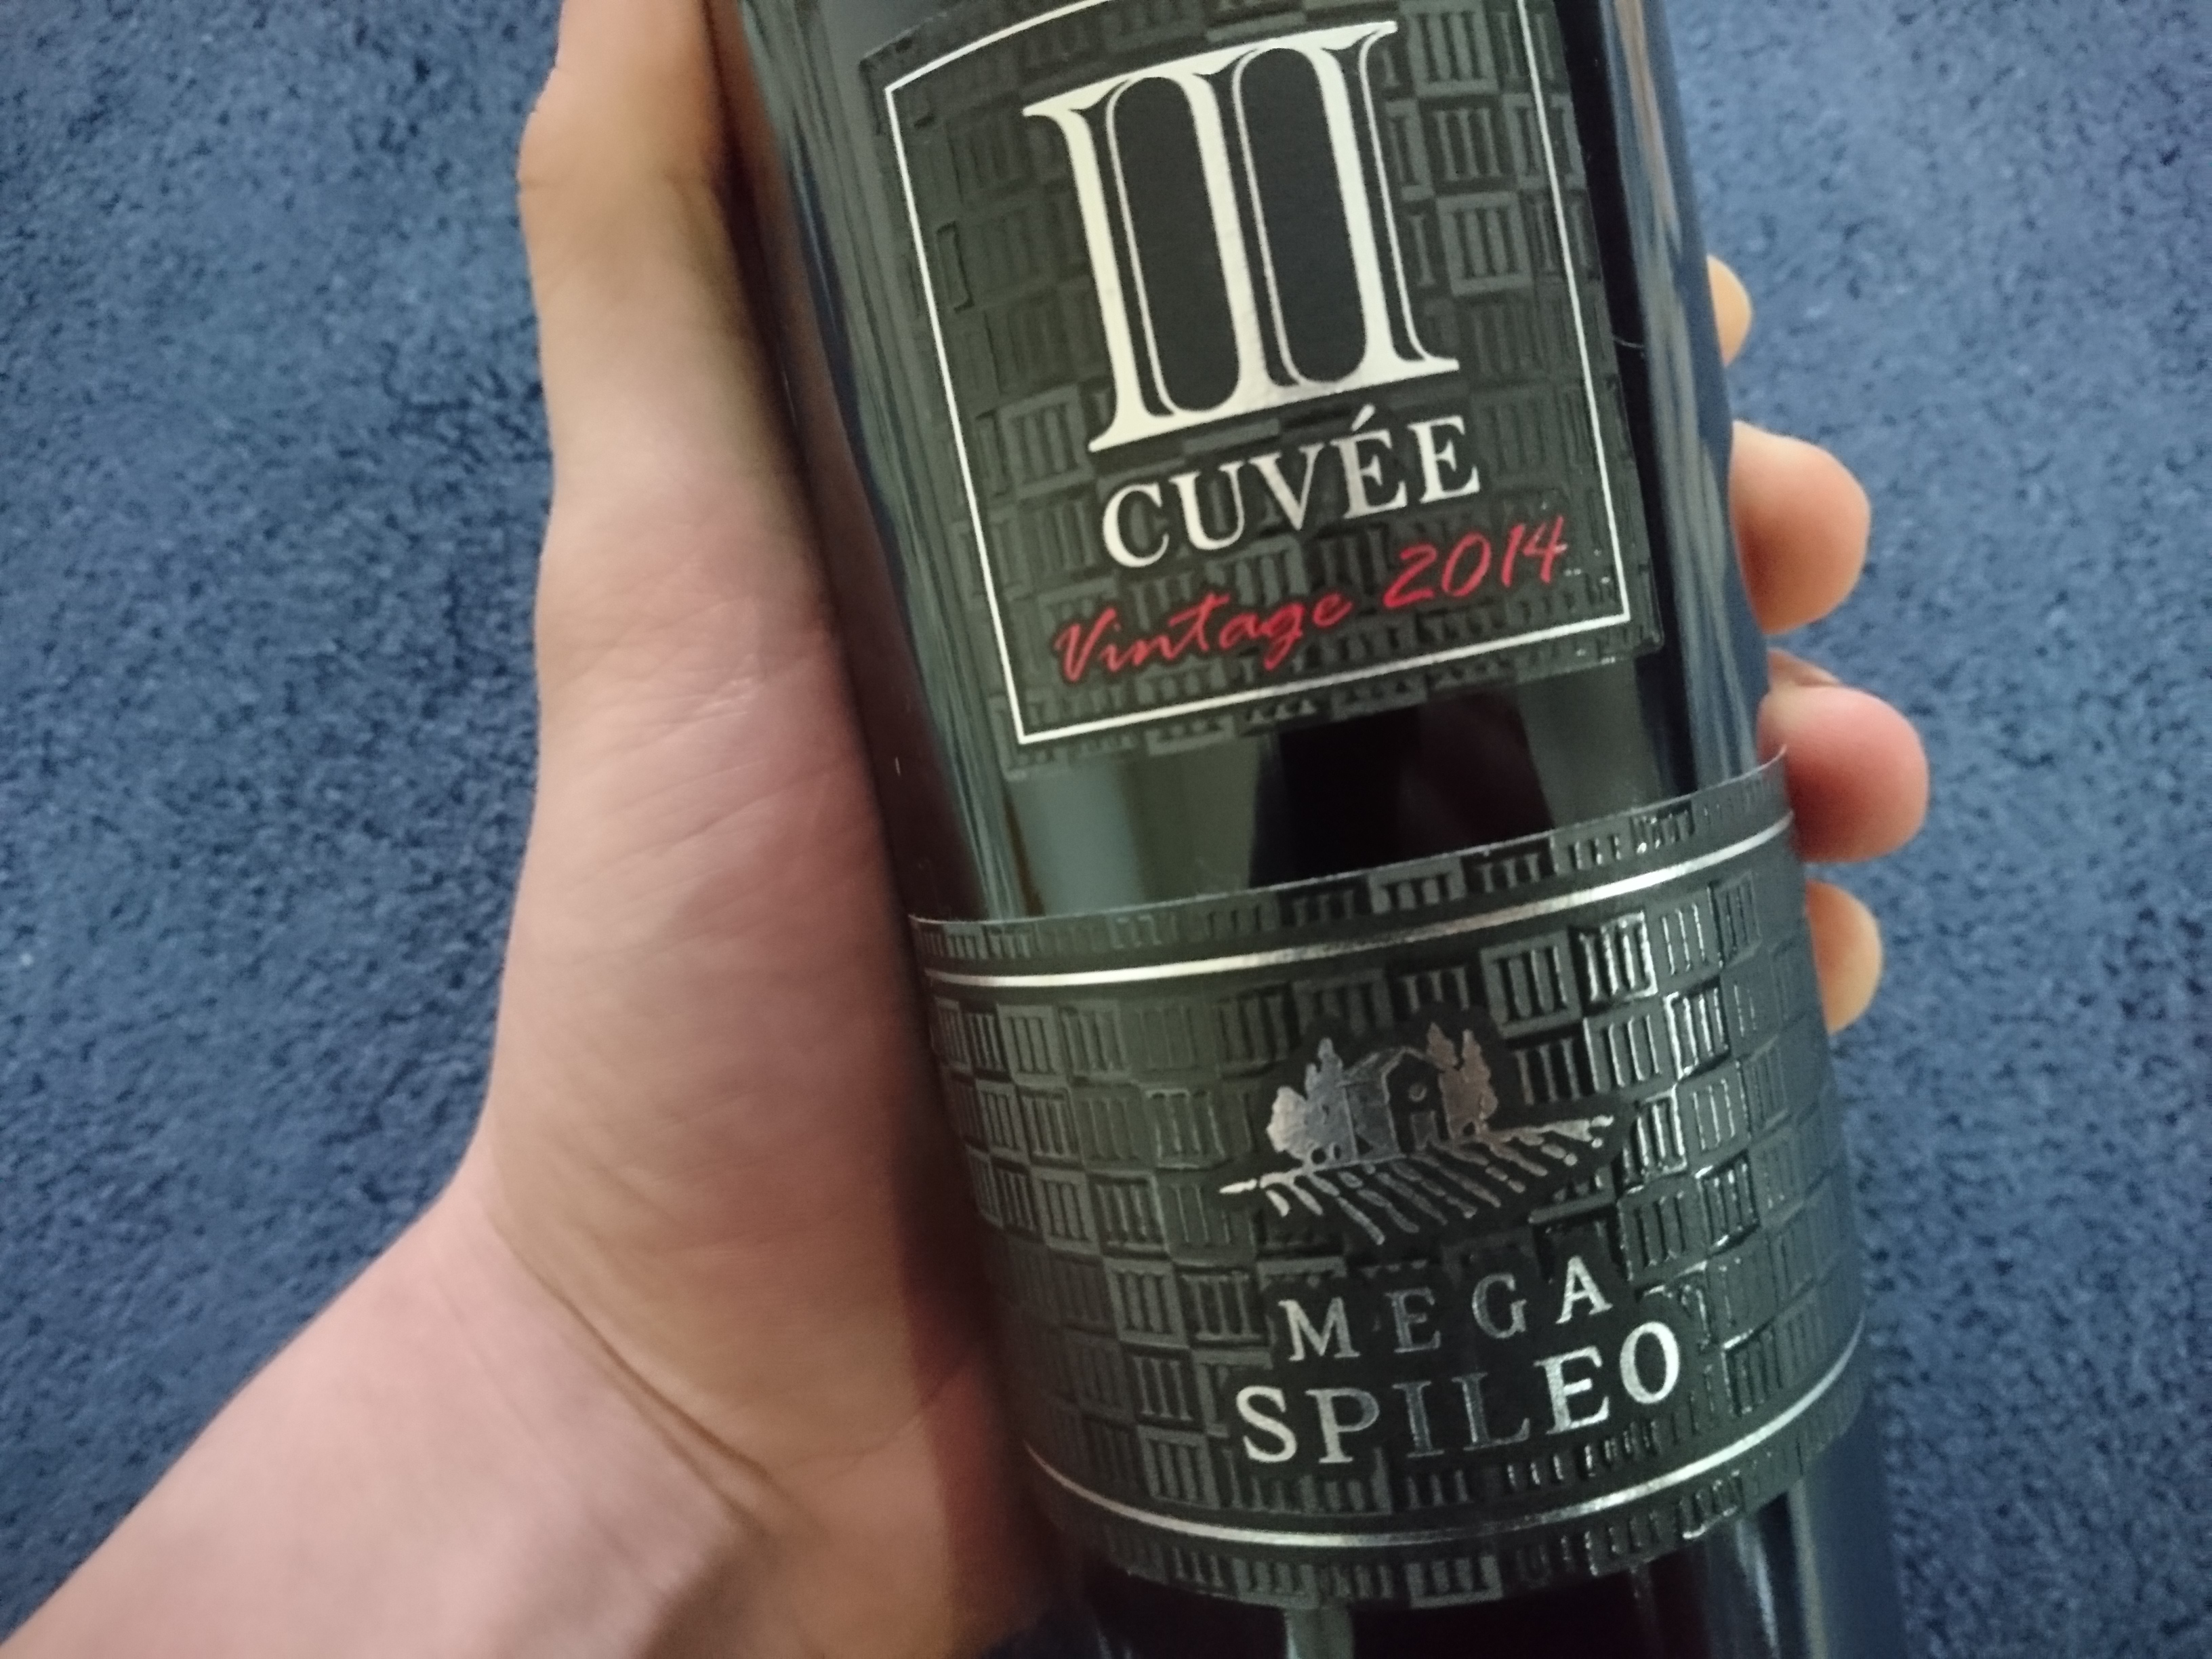 III
CUVÉE
Vintage 2014
MEGA
SPILEO